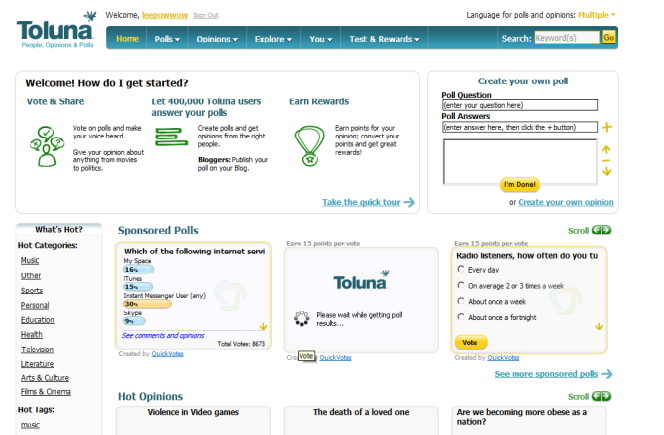 Toluna
People, Opinions & Polls
Welcome, leepowwow Sign Out
Language for polls and opinions: Multiple
Home Polls Opinions Explore You Test & Rewards
Search: Keyword(s) Go
Welcome! How do I get started?
Vote & Share
Vote on polls and make
your voice heard.
Give your opinion about
anything from movies
to politics.
Let 400,000 Toluna users
answer your polls
Create polls and get
opinions from the right
people.
Bloggers: Publish your
poll on your Blog.
Earn Rewards
Earn points for your
opinion; convert your
points and get great
rewards!
Take the quick tour
Create your own poll
Poll Question
(enter your question here)
Poll Answers
(enter answer here, then click the + button)
I'm Done!
or Create your own opinion
What's Hot?
Hot Categories:
Music
Other
Sports
Personal
Education
Health
Television
Literature
Arts & Culture
Films & Cinema
Hot Tags:
music
Sponsored Polls
Scroll
Which of the following internet servi
My Space
16%
iTunes
15%
Instant Messenger User (any)
30%
Skype
9%
See comments and opinions
Total Votes: 8673
Created by QuickVotes
Earn 15 points per vote
Toluna
Please wait while getting poll
results...
Vote
Created by QuickVotes
Earn 15 points per vote
Radio listeners, how often do you tu
Every day
On average 2 or 3 times a week
About once a week
About once a fortnight
Vote
Created by QuickVotes
See more sponsored polls
Hot Opinions
Scroll
Violence in Video games
The death of a loved one
Are we becoming more obese as a
nation?